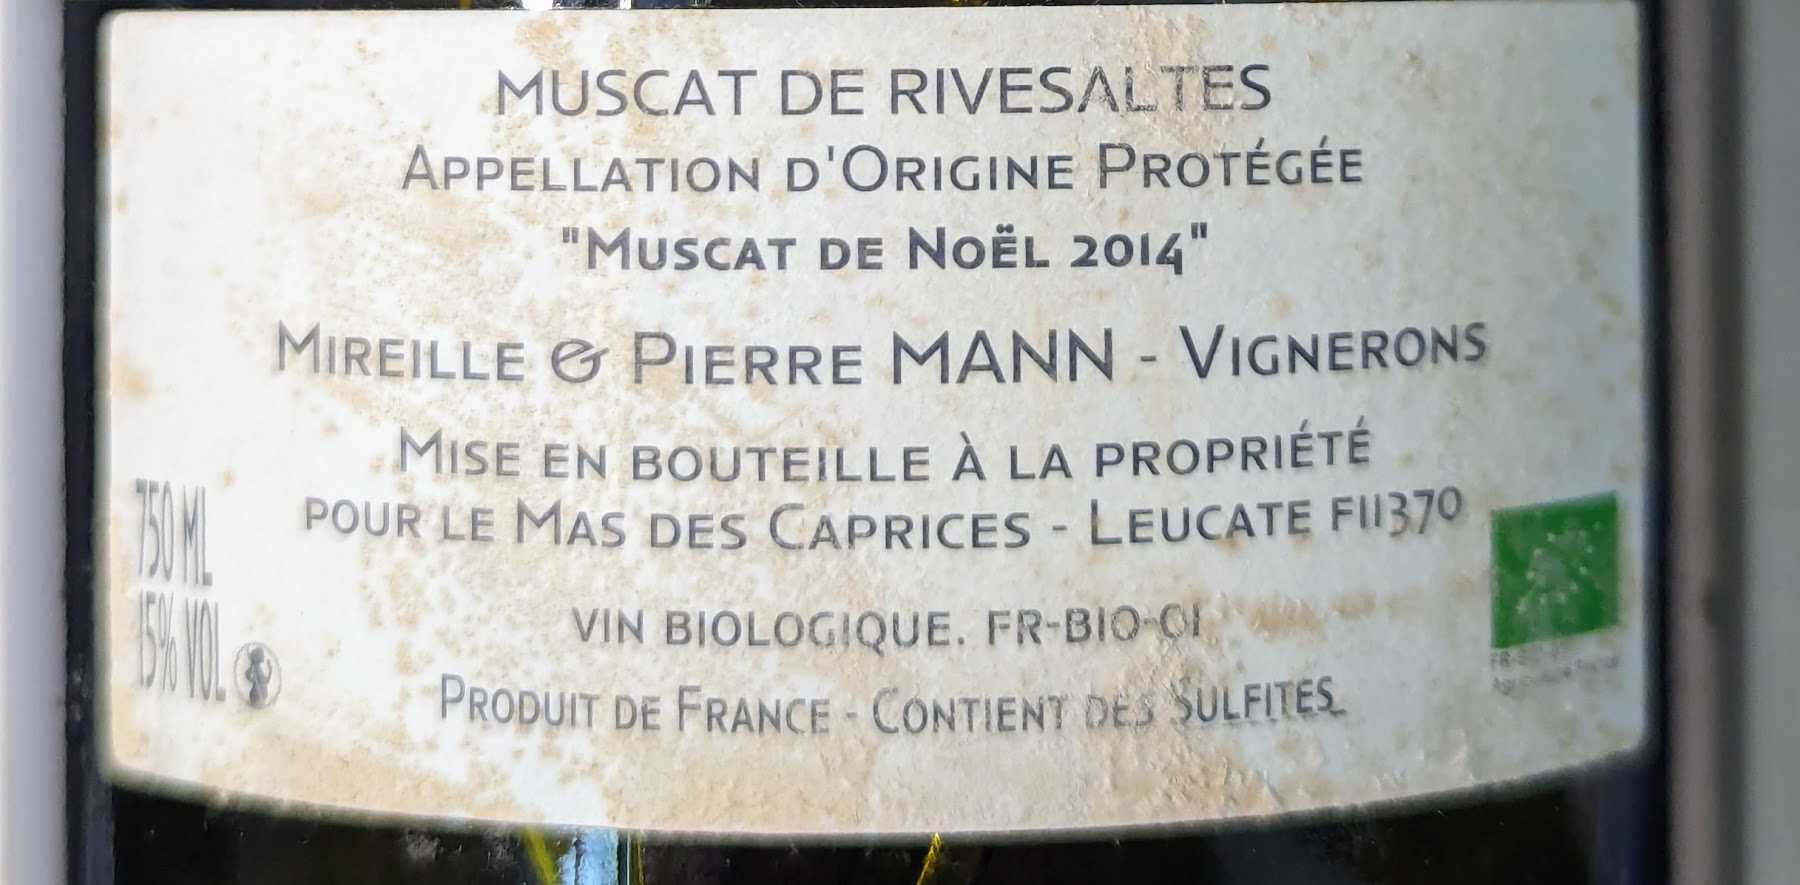 MUSCAT DE RIVESALTES
APPELLATION D'ORIGINE PROTÉGÉE
"MUSCAT DE NOËL 2014"
MIREILLE & PIERRE MANN - VIGNERONS
MISE EN BOUTEILLE À LA PROPRIÉTÉ
POUR LE MAS DES CAPRICES - LEUCATE F11370
750 ML
15% VOL
VIN BIOLOGIQUE. FR-BIO-01
PRODUIT DE FRANCE - CONTIENT DES SULFITES